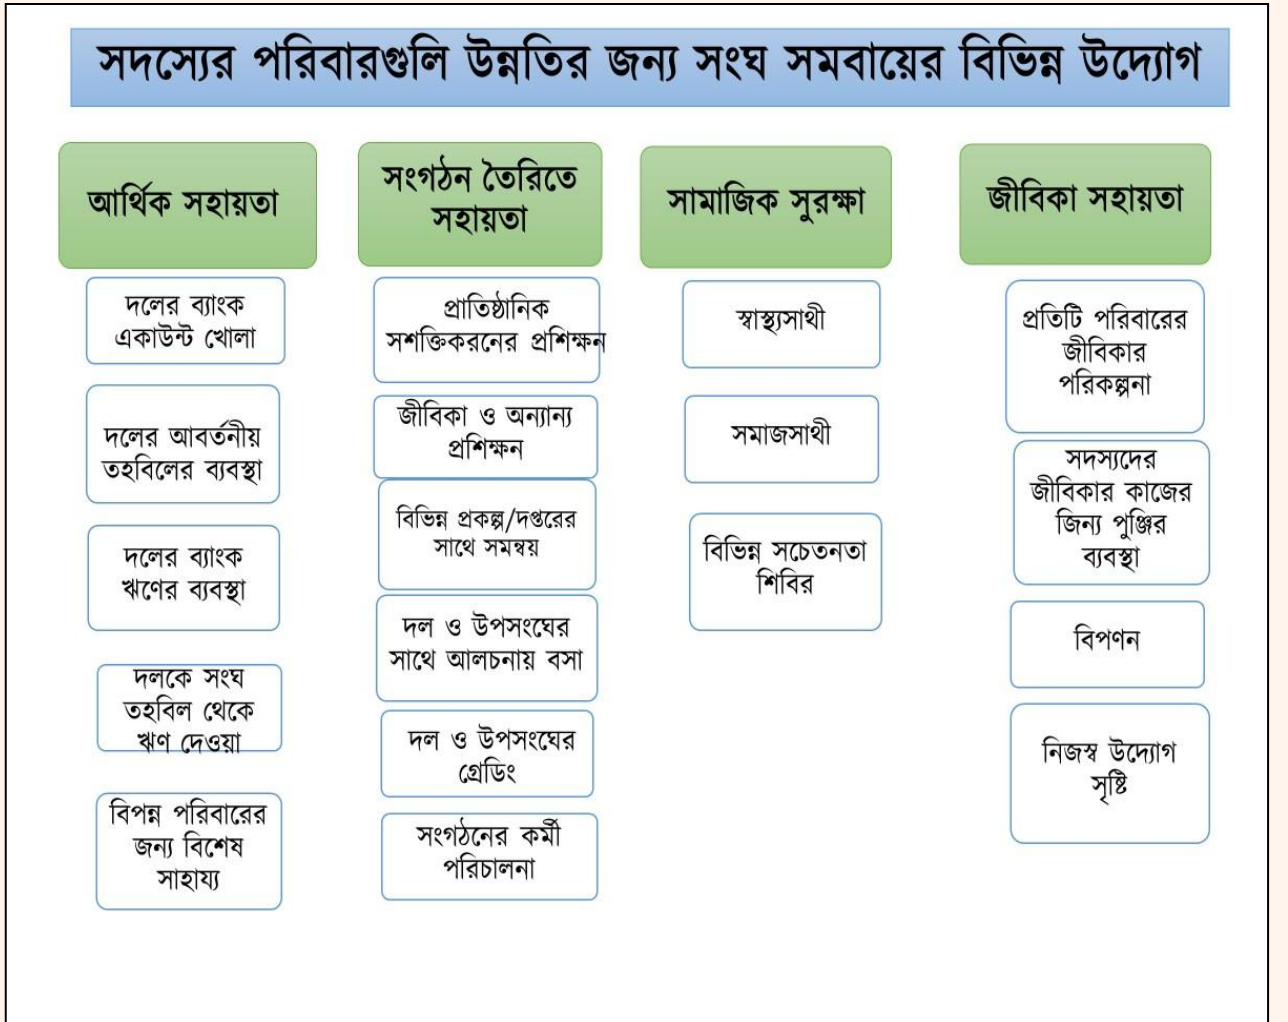 সদস্যের পরিবারগুলি উন্নতির জন্য সংঘ সমবায়ের বিভিন্ন উদ্যোগ
আর্থিক সহায়তা
দলের ব্যাংক
একাউন্ট খোলা
দলের আবর্তনীয়
তহবিলের ব্যবস্থা
দলের ব্যাংক
ঋণের ব্যবস্থা
দলকে সংঘ
তহবিল থেকে
ঋণ দেওয়া
বিপন্ন পরিবারের
জন্য বিশেষ
সাহায্য
সংগঠন তৈরিতে
সহায়তা
প্রাতিষ্ঠানিক
সশক্তিকরনের প্রশিক্ষন
জীবিকা ও অন্যান্য
প্রশিক্ষন
বিভিন্ন প্রকল্প/দপ্তরের
সাথে সমন্বয়
দল ও উপসংঘের
সাথে আলচনায় বসা
দল ও উপসংঘের
গ্রেডিং
সংগঠনের কর্মী
পরিচালনা
সামাজিক সুরক্ষা
স্বাস্থ্যসাথী
সমাজসাথী
বিভিন্ন সচেতনতা
শিবির
জীবিকা সহায়তা
প্রতিটি পরিবারের
জীবিকার
পরিকল্পনা
সদস্যদের
জীবিকার কাজের
জিন্য পুঞ্জির
ব্যবস্থা
বিপণন
নিজস্ব উদ্যোগ
সৃষ্টি